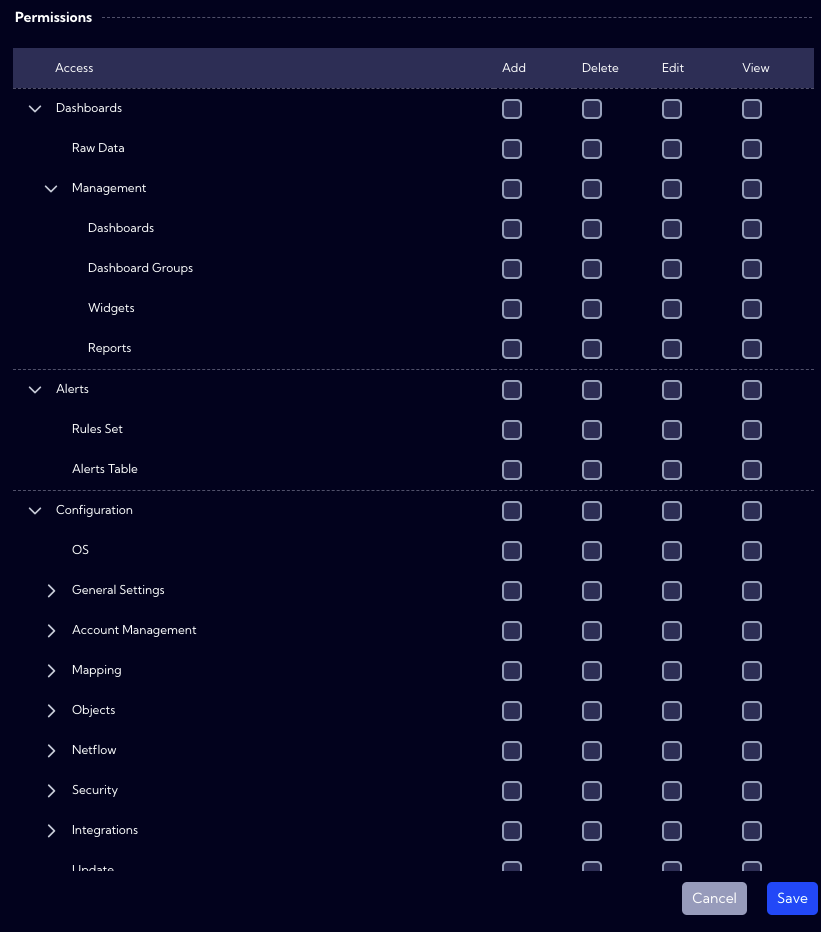 Permissions
Access Add Delete Edit View
Dashboards
Raw Data
Management
Dashboards
Dashboard Groups
Widgets
Reports
Alerts
Rules Set
Alerts Table
Configuration
OS
General Settings
Account Management
Mapping
Objects
Netflow
Security
Integrations
Update
Cancel Save